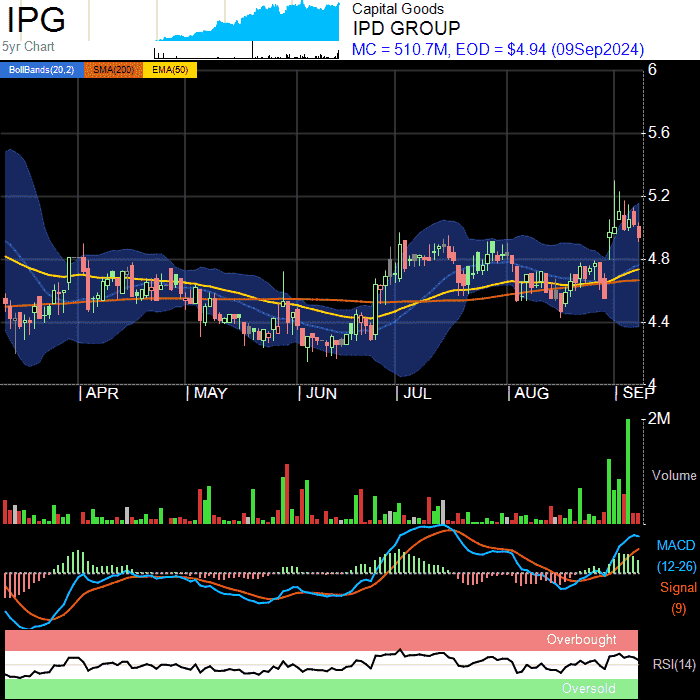 IPG
5yr Chart
Capital Goods
IPD GROUP
MC = 510.7M, EOD = $4.94 (09Sep2024)
BollBands(20,2) SMA(200) EMA(50)
6
5.6
5.2
4.8
4.4
4
APR MAY JUN JUL AUG SEP
2M
Volume
MACD
(12-26)
Signal
(9)
Overbought
RSI(14)
Oversold